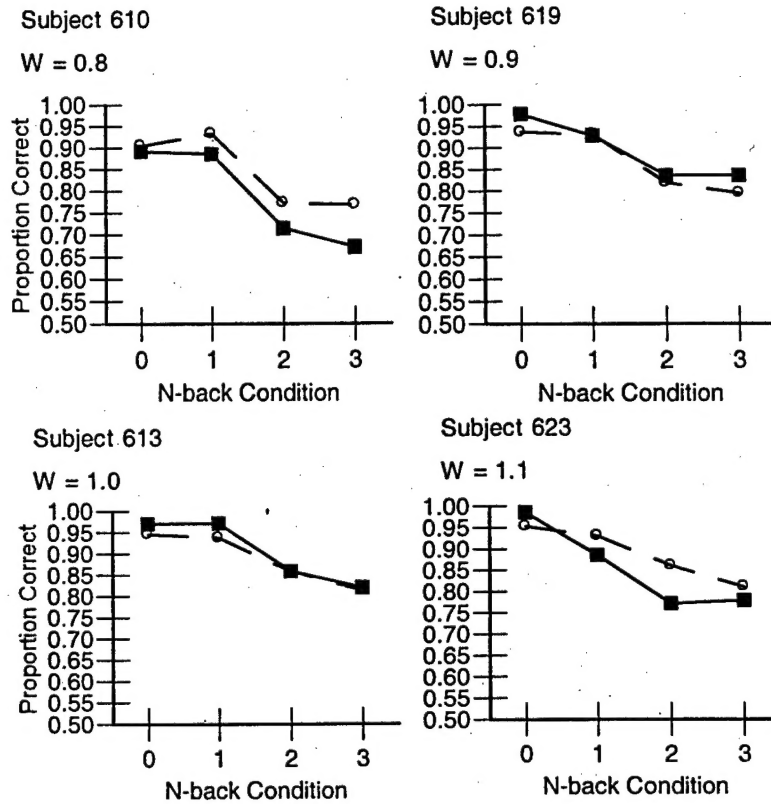 Subject 610
W = 0.8
Proportion Correct
1.00
0.95
0.90
0.85
0.80
0.75
0.70
0.65
0.60
0.55
0.50
0 1 2 3
N-back Condition
Subject 619
W = 0.9
1.00
0.95
0.90
0.85
0.80
0.75
0.70
0.65
0.60
0.55
0.50
0 1 2 3
N-back Condition
Subject 613
W = 1.0
Proportion Correct
1.00
0.95
0.90
0.85
0.80
0.75
0.70
0.65
0.60
0.55
0.50
0 1 2 3
N-back Condition
Subject 623
W = 1.1
1.00
0.95
0.90
0.85
0.80
0.75
0.70
0.65
0.60
0.55
0.50
0 1 2 3
N-back Condition